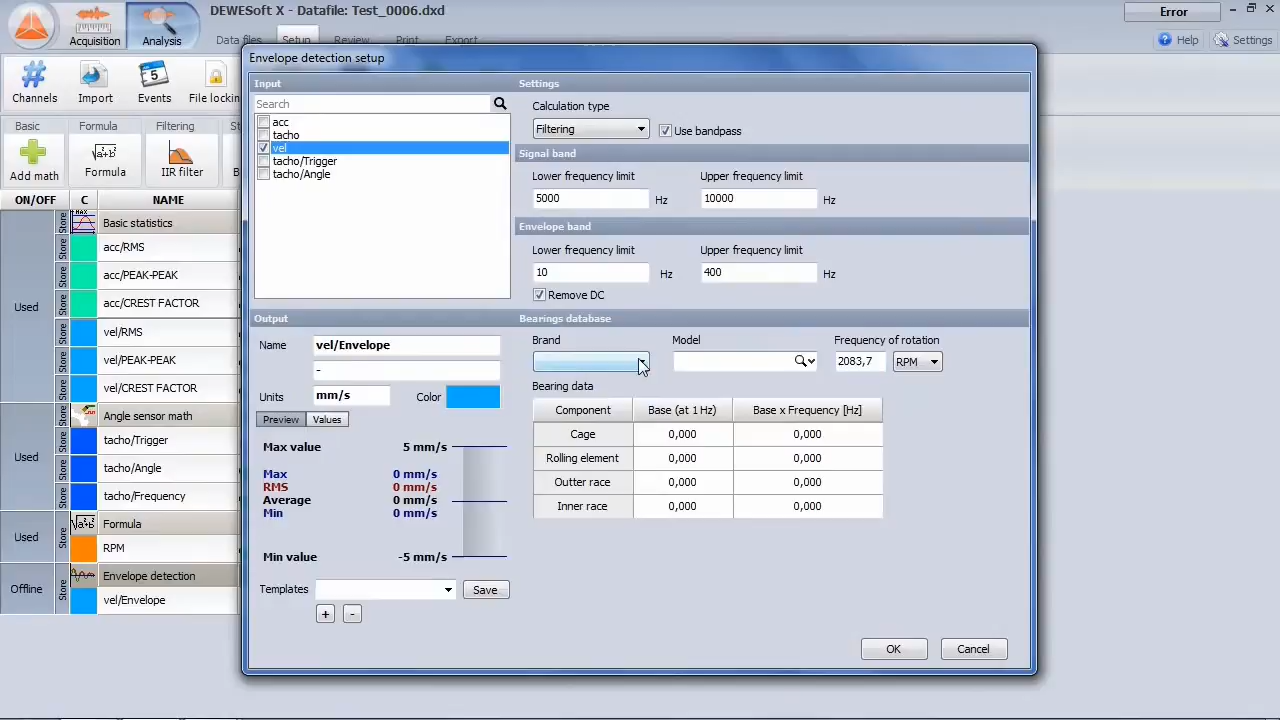 DEWESoft X - Datafile: Test_0006.dxd
Error
Acquisition
Analysis
Data files
Setup
Review
Print
Export
Help
Settings
Channels
Import
Events
File lockin
Basic
Formula
Filtering
St
Add math
Formula
IIR filter
B
ON/OFF
C
NAME
Used
Store
Basic statistics
acc/RMS
acc/PEAK-PEAK
acc/CREST FACTOR
vel/RMS
vel/PEAK-PEAK
vel/CREST FACTOR
Used
Angle sensor math
tacho/Trigger
tacho/Angle
tacho/Frequency
Used
Formula
RPM
Offline
Envelope detection
vel/Envelope
Envelope detection setup
Input
Search
acc
tacho
vel
tacho/Trigger
tacho/Angle
Settings
Calculation type
Filtering
Use bandpass
Signal band
Lower frequency limit
Upper frequency limit
5000 Hz
10000 Hz
Envelope band
Lower frequency limit
Upper frequency limit
10 Hz
400 Hz
Remove DC
Output
Name vel/Envelope
-
Units mm/s
Color
Preview
Values
Max value 5 mm/s
Max 0 mm/s
RMS 0 mm/s
Average 0 mm/s
Min 0 mm/s
Min value -5 mm/s
Templates
Save
+
-
Bearings database
Brand
Model
Frequency of rotation
2083,7
RPM
Bearing data
Component Base (at 1 Hz) Base x Frequency [Hz]
Cage 0,000 0,000
Rolling element 0,000 0,000
Outter race 0,000 0,000
Inner race 0,000 0,000
OK
Cancel